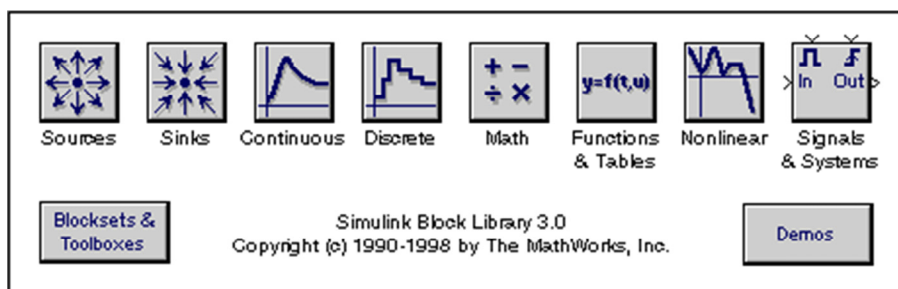 y=f(t,u)
In Out
Sources Sinks Continuous Discrete Math Functions & Tables Nonlinear Signals & Systems
Blocksets & Toolboxes
Simulink Block Library 3.0
Copyright (c) 1990-1998 by The MathWorks, Inc.
Demos